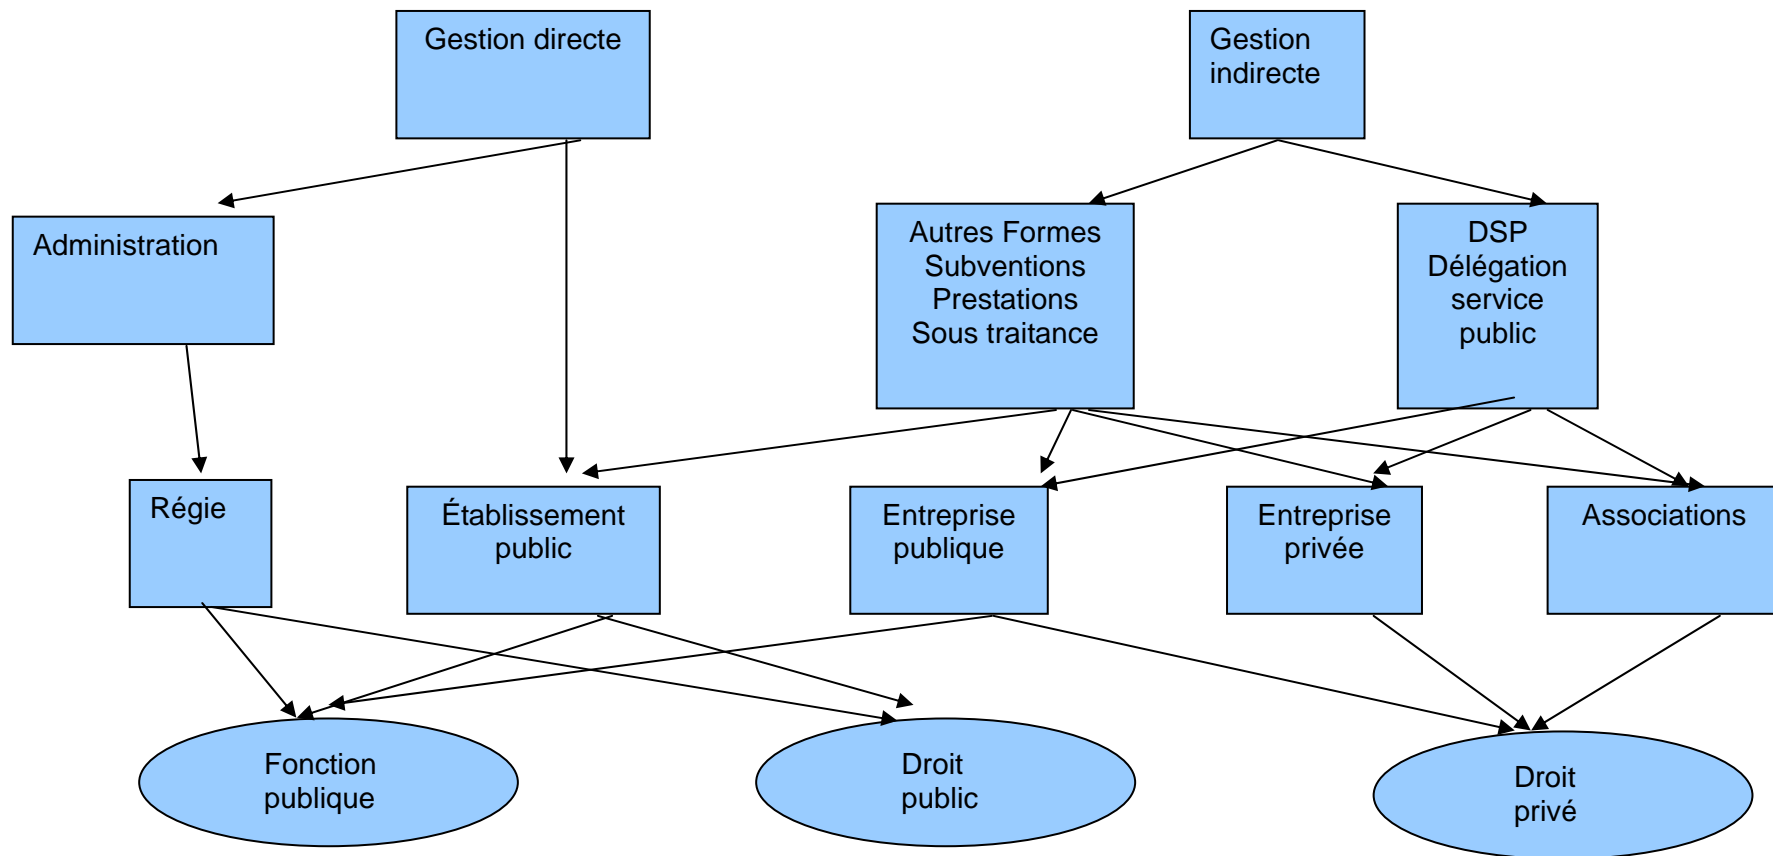 Gestion directe
Gestion
indirecte
Administration
Autres Formes
Subventions
Prestations
Sous traitance
DSP
Délégation
service
public
Régie
Établissement
public
Entreprise
publique
Entreprise
privée
Associations
Fonction
publique
Droit
public
Droit
privé